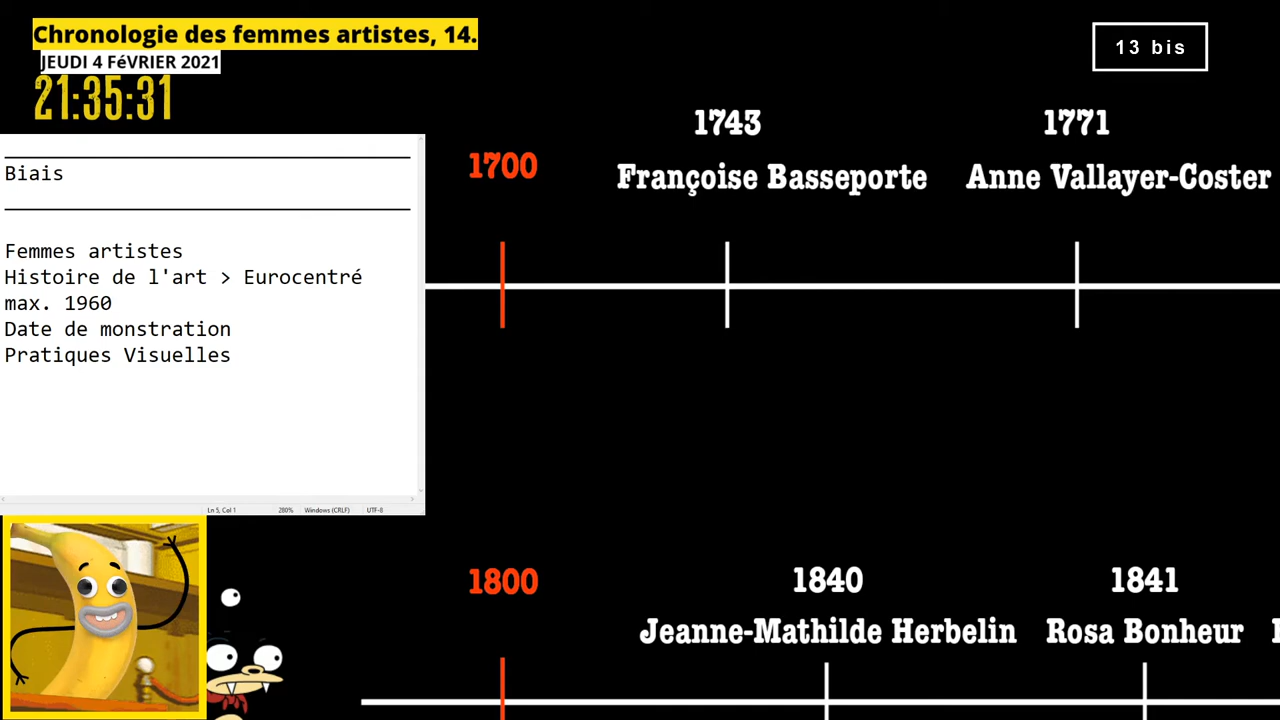 Chronologie des femmes artistes, 14.
JEUDI 4 FéVRIER 2021
21:35:31
13 bis
Biais
Femmes artistes
Histoire de l'art > Eurocentré
max. 1960
Date de monstration
Pratiques Visuelles
Ln 5, Col 1 280% Windows (CRLF) UTF-8
1700
1743
Françoise Basseporte
1771
Anne Vallayer-Coster
1800
1840
Jeanne-Mathilde Herbelin
1841
Rosa Bonheur